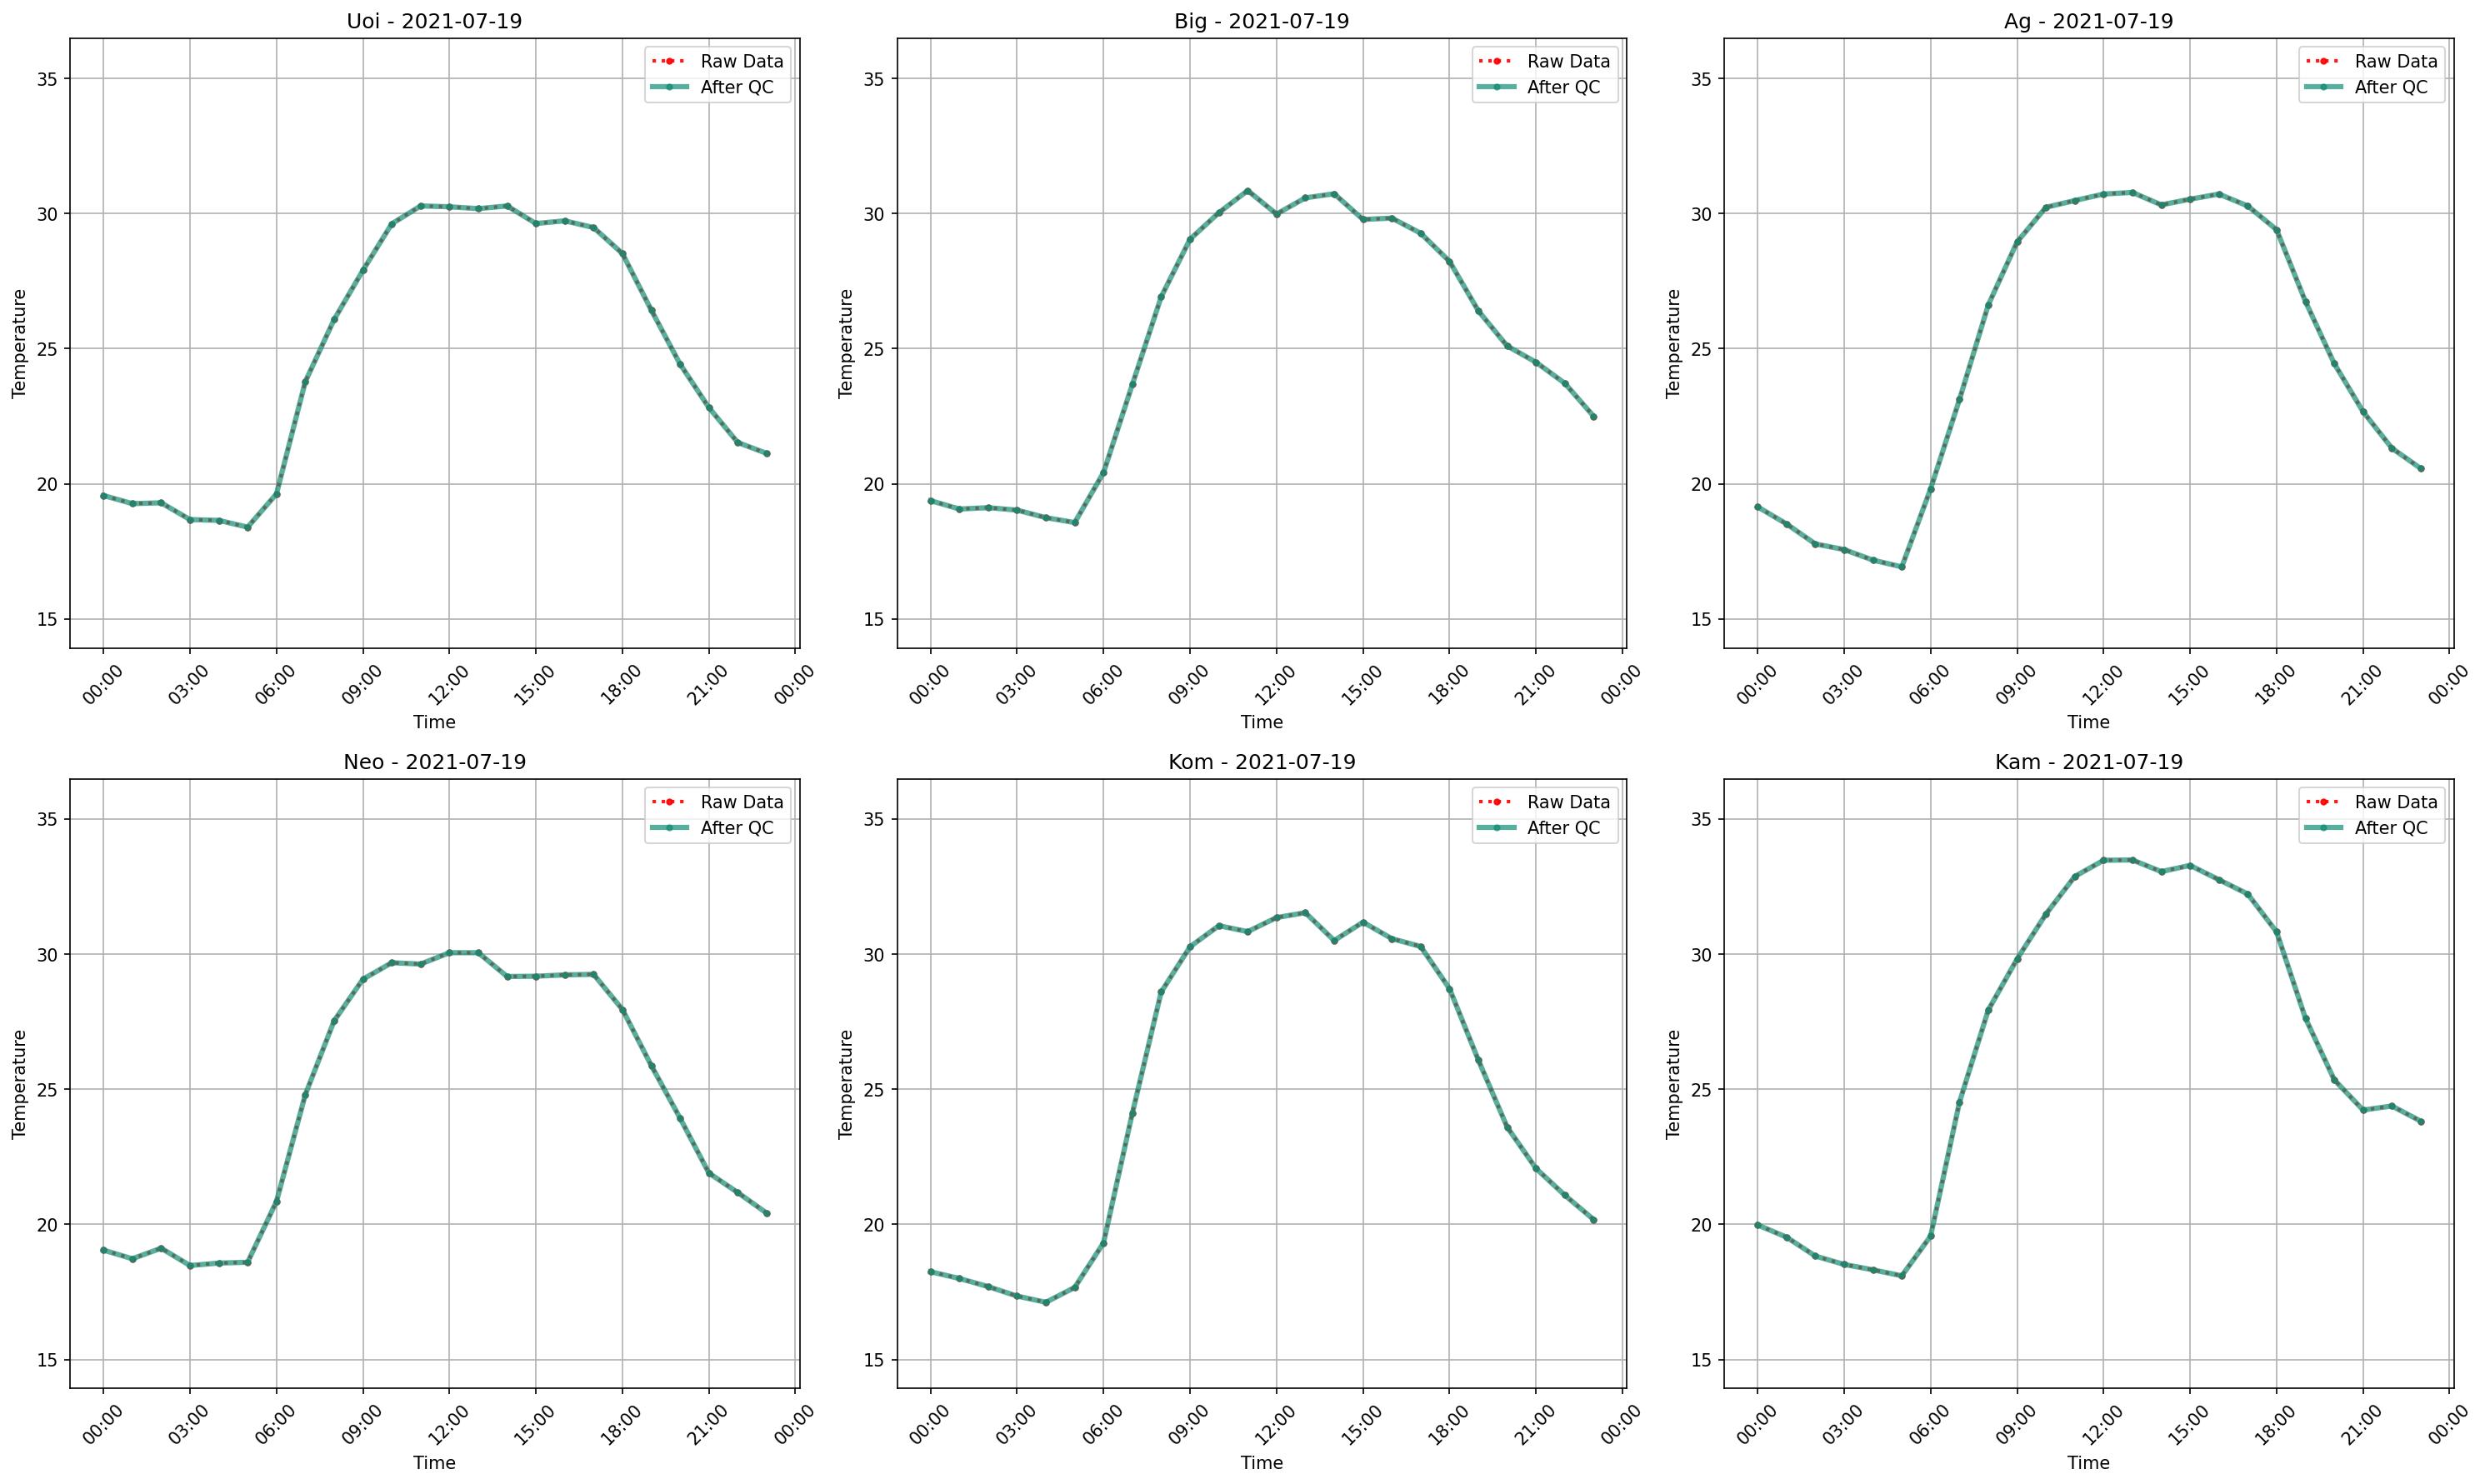 Uoi - 2021-07-19
Raw Data
After QC
Temperature
35
30
25
20
15
00:00
03:00
06:00
09:00
12:00
15:00
18:00
21:00
00:00
Time
Big - 2021-07-19
Raw Data
After QC
Temperature
35
30
25
20
15
00:00
03:00
06:00
09:00
12:00
15:00
18:00
21:00
00:00
Time
Ag - 2021-07-19
Raw Data
After QC
Temperature
35
30
25
20
15
00:00
03:00
06:00
09:00
12:00
15:00
18:00
21:00
00:00
Time
Neo - 2021-07-19
Raw Data
After QC
Temperature
35
30
25
20
15
00:00
03:00
06:00
09:00
12:00
15:00
18:00
21:00
00:00
Time
Kom - 2021-07-19
Raw Data
After QC
Temperature
35
30
25
20
15
00:00
03:00
06:00
09:00
12:00
15:00
18:00
21:00
00:00
Time
Kam - 2021-07-19
Raw Data
After QC
Temperature
35
30
25
20
15
00:00
03:00
06:00
09:00
12:00
15:00
18:00
21:00
00:00
Time